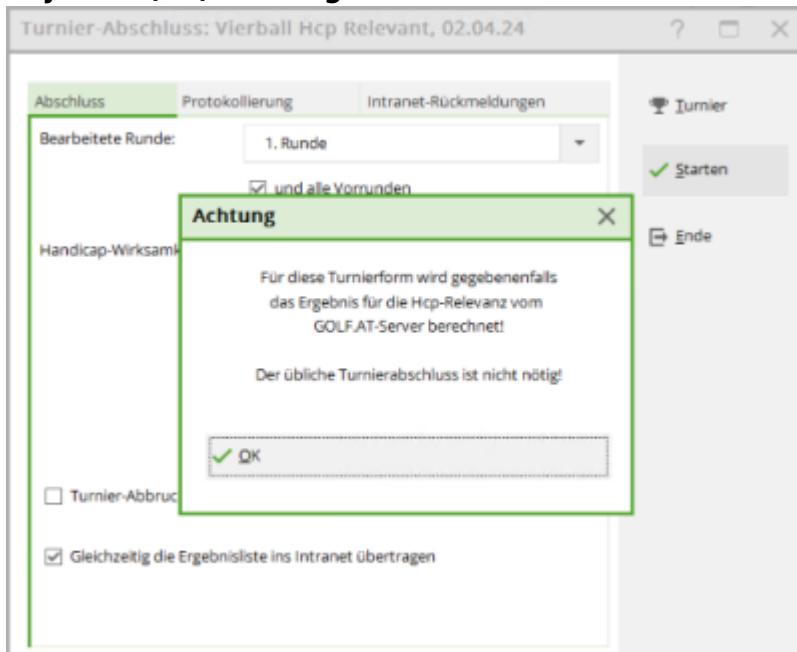 Turnier-Abschluss: Vierball Hcp Relevant, 02.04.24
Abschluss Protokollierung Intranet-Rückmeldungen
Turnier
Bearbeitete Runde: 1. Runde
Starten
und alle Vorrunden
Achtung
Ende
Handicap-Wirksamk
Für diese Turnierform wird gegebenenfalls
das Ergebnis für die Hcp-Relevanz vom
GOLF.AT-Server berechnet!
Der übliche Turnierabschluss ist nicht nötig!
OK
Turnier-Abbruc
Gleichzeitig die Ergebnisliste ins Intranet übertragen